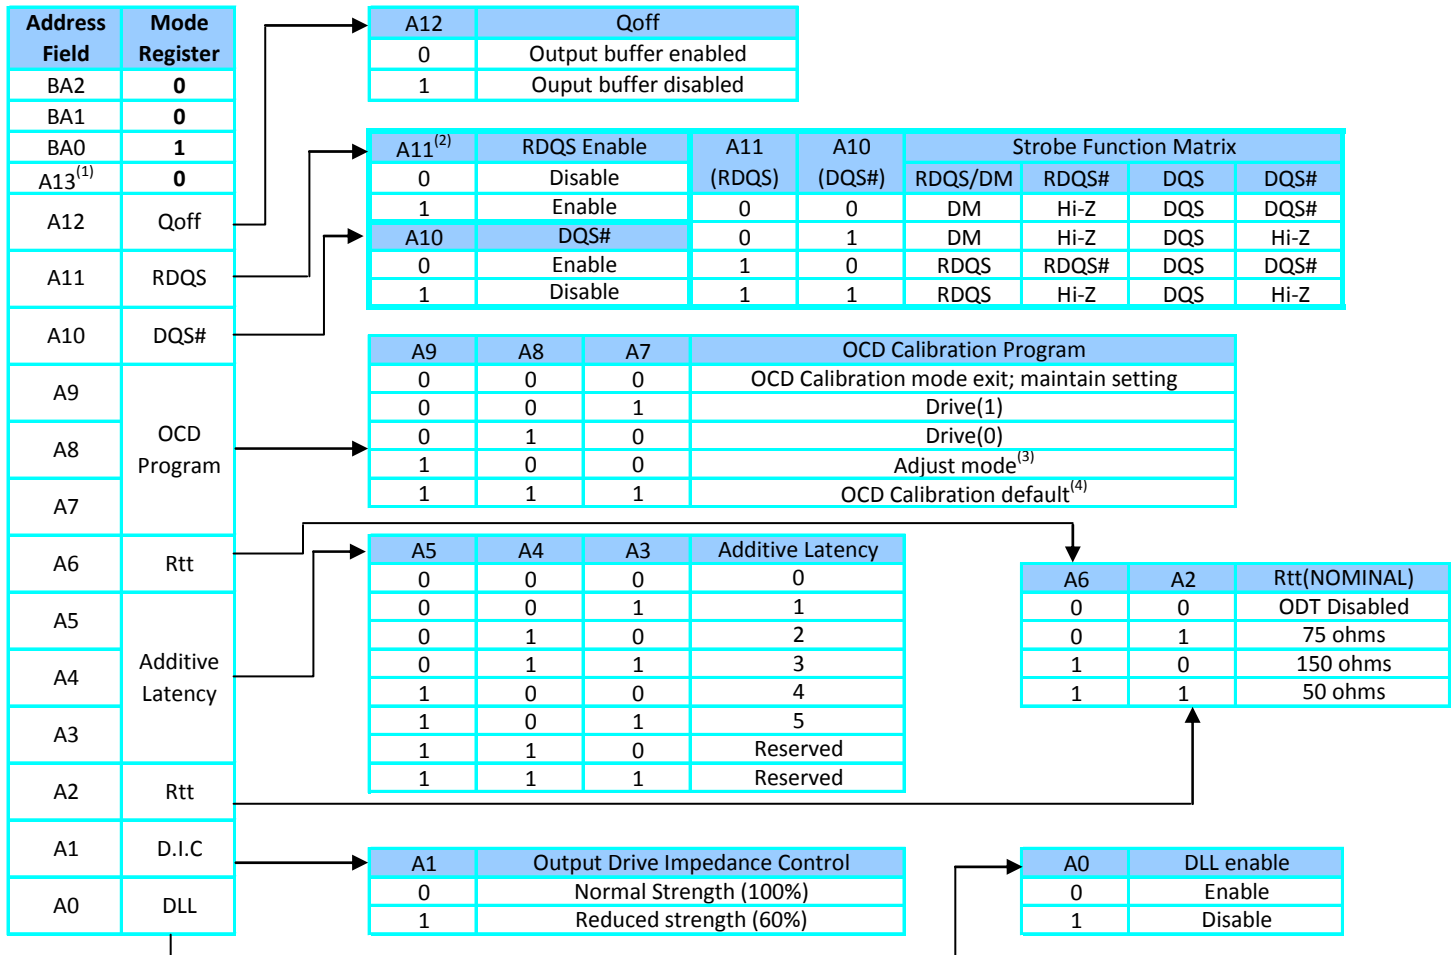 Address Field Mode Register
BA2 0
BA1 0
BA0 1
A13(1) 0
A12 Qoff
A11 RDQS
A10 DQS#
A9
A8
A7
OCD Program
A6 Rtt
A5
A4
A3
Additive Latency
A2 Rtt
A1 D.I.C
A0 DLL
A12 Qoff
0 Output buffer enabled
1 Ouput buffer disabled
A11(2) RDQS Enable
0 Disable
1 Enable
A10 DQS#
0 Enable
1 Disable
A11 (RDQS) A10 (DQS#) Strobe Function Matrix
RDQS/DM RDQS# DQS DQS#
0 0 DM Hi-Z DQS DQS#
0 1 DM Hi-Z DQS Hi-Z
1 0 RDQS RDQS# DQS DQS#
1 1 RDQS Hi-Z DQS Hi-Z
A9 A8 A7 OCD Calibration Program
0 0 0 OCD Calibration mode exit; maintain setting
0 0 1 Drive(1)
0 1 0 Drive(0)
1 0 0 Adjust mode(3)
1 1 1 OCD Calibration default(4)
A5 A4 A3 Additive Latency
0 0 0 0
0 0 1 1
0 1 0 2
0 1 1 3
1 0 0 4
1 0 1 5
1 1 0 Reserved
1 1 1 Reserved
A6 A2 Rtt(NOMINAL)
0 0 ODT Disabled
0 1 75 ohms
1 0 150 ohms
1 1 50 ohms
A1 Output Drive Impedance Control
0 Normal Strength (100%)
1 Reduced strength (60%)
A0 DLL enable
0 Enable
1 Disable